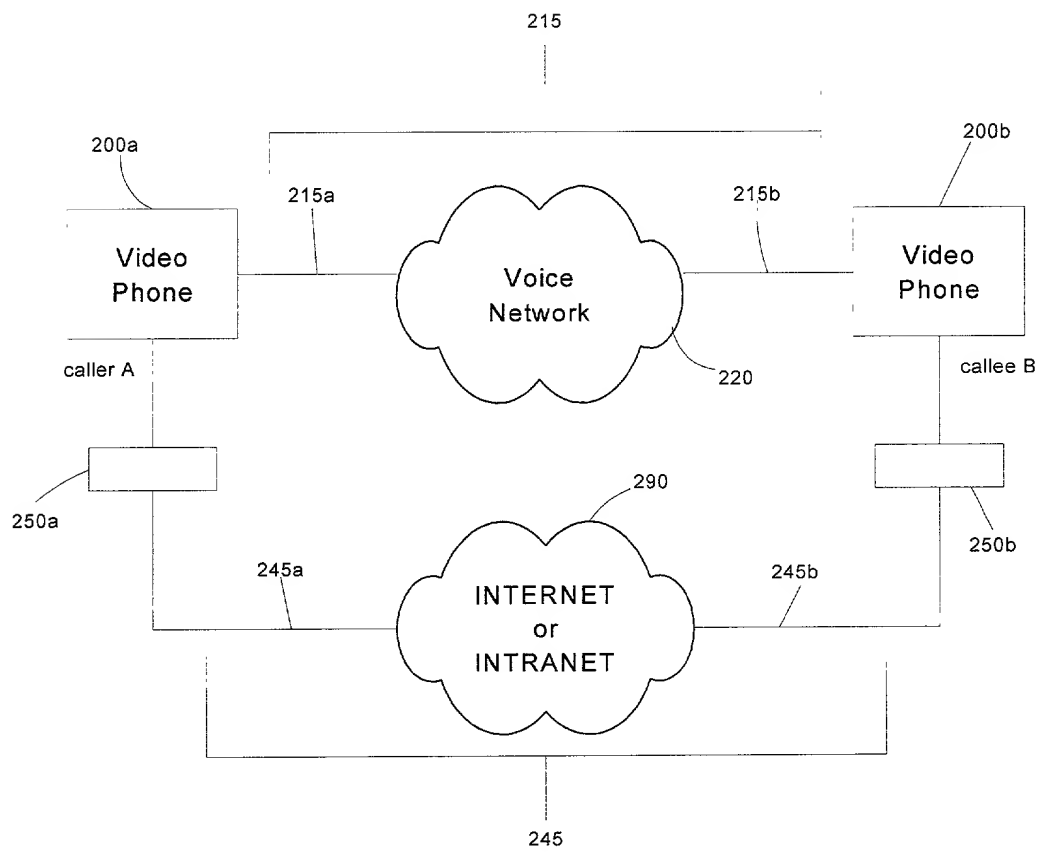 215
200a
200b
215a
215b
Video
Phone
Voice
Network
Video
Phone
caller A
220
callee B
250a
290
250b
245a
245b
INTERNET
or
INTRANET
245